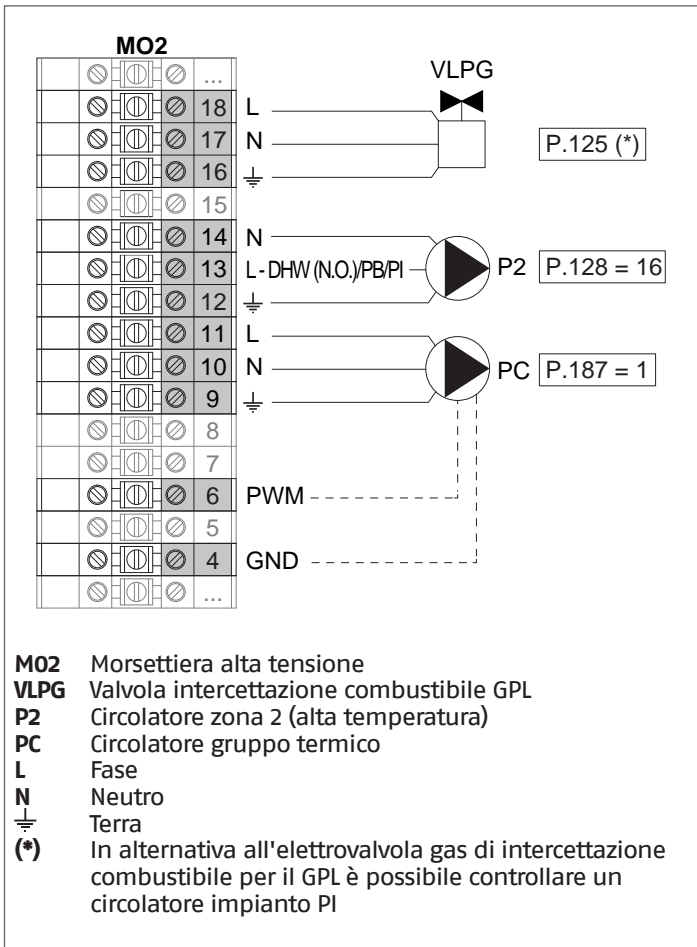 MO2
VLPG
...
18 L
17 N
16
P.125 (*)
15
14 N
13 L - DHW (N.O.)/PB/PI
P2 P.128 = 16
12
11 L
10 N
PC P.187 = 1
9
8
7
6 PWM
5
4 GND
...
M02 Morsettiera alta tensione
VLPG Valvola intercettazione combustibile GPL
P2 Circolatore zona 2 (alta temperatura)
PC Circolatore gruppo termico
L Fase
N Neutro
Terra
(*) In alternativa all'elettrovalvola gas di intercettazione
combustibile per il GPL è possibile controllare un
circolatore impianto PI